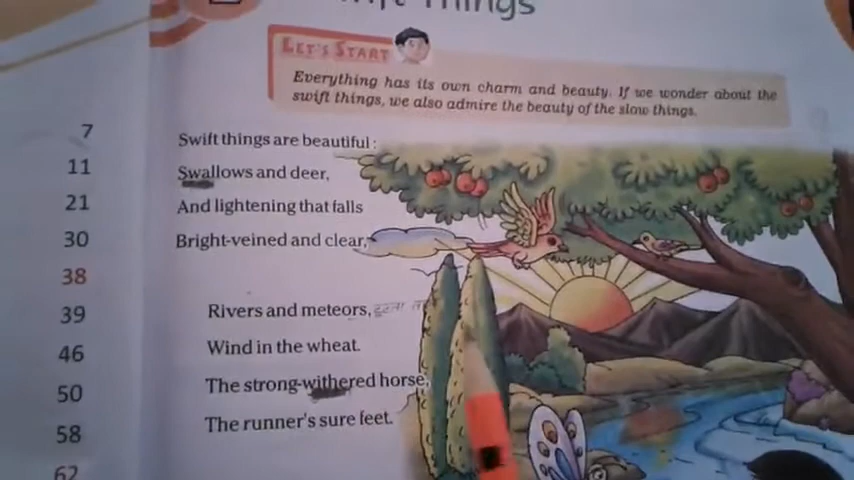 Things
LET'S START
Everything has its own charm and beauty. If we wonder about the
swift things, we also admire the beauty of the slow things.
7
11
21
30
38
39
46
50
58
62
Swift things are beautiful :
Swallows and deer,
And lightening that falls
Bright-veined and clear,
Rivers and meteors,
Wind in the wheat.
The strong-withered horse,
The runner's sure feet.